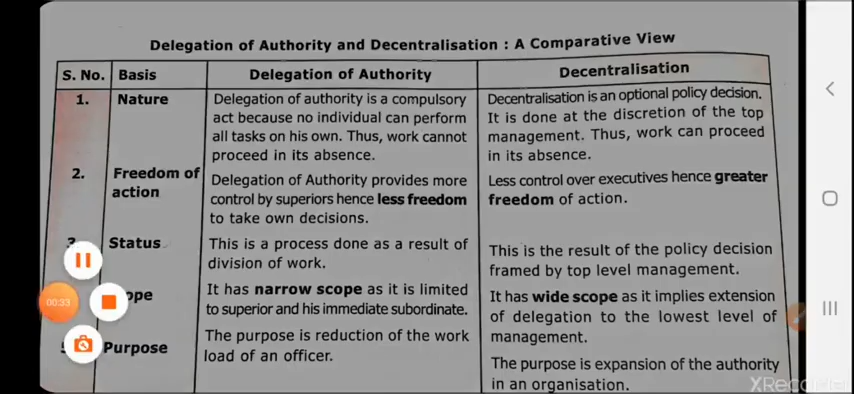 Delegation of Authority and Decentralisation : A Comparative View
S. No. Basis Delegation of Authority Decentralisation
1. Nature
Delegation of authority is a compulsory
act because no individual can perform
all tasks on his own. Thus, work cannot
proceed in its absence.
Decentralisation is an optional policy decision.
It is done at the discretion of the top
management. Thus, work can proceed
in its absence.
2. Freedom of
action
Delegation of Authority provides more
control by superiors hence less freedom
to take own decisions.
Less control over executives hence greater
freedom of action.
Status
This is a process done as a result of
division of work.
This is the result of the policy decision
framed by top level management.
ope
It has narrow scope as it is limited
to superior and his immediate subordinate.
It has wide scope as it implies extension
of delegation to the lowest level of
management.
Purpose
The purpose is reduction of the work
load of an officer.
The purpose is expansion of the authority
in an organisation.
00:33
XRecorder